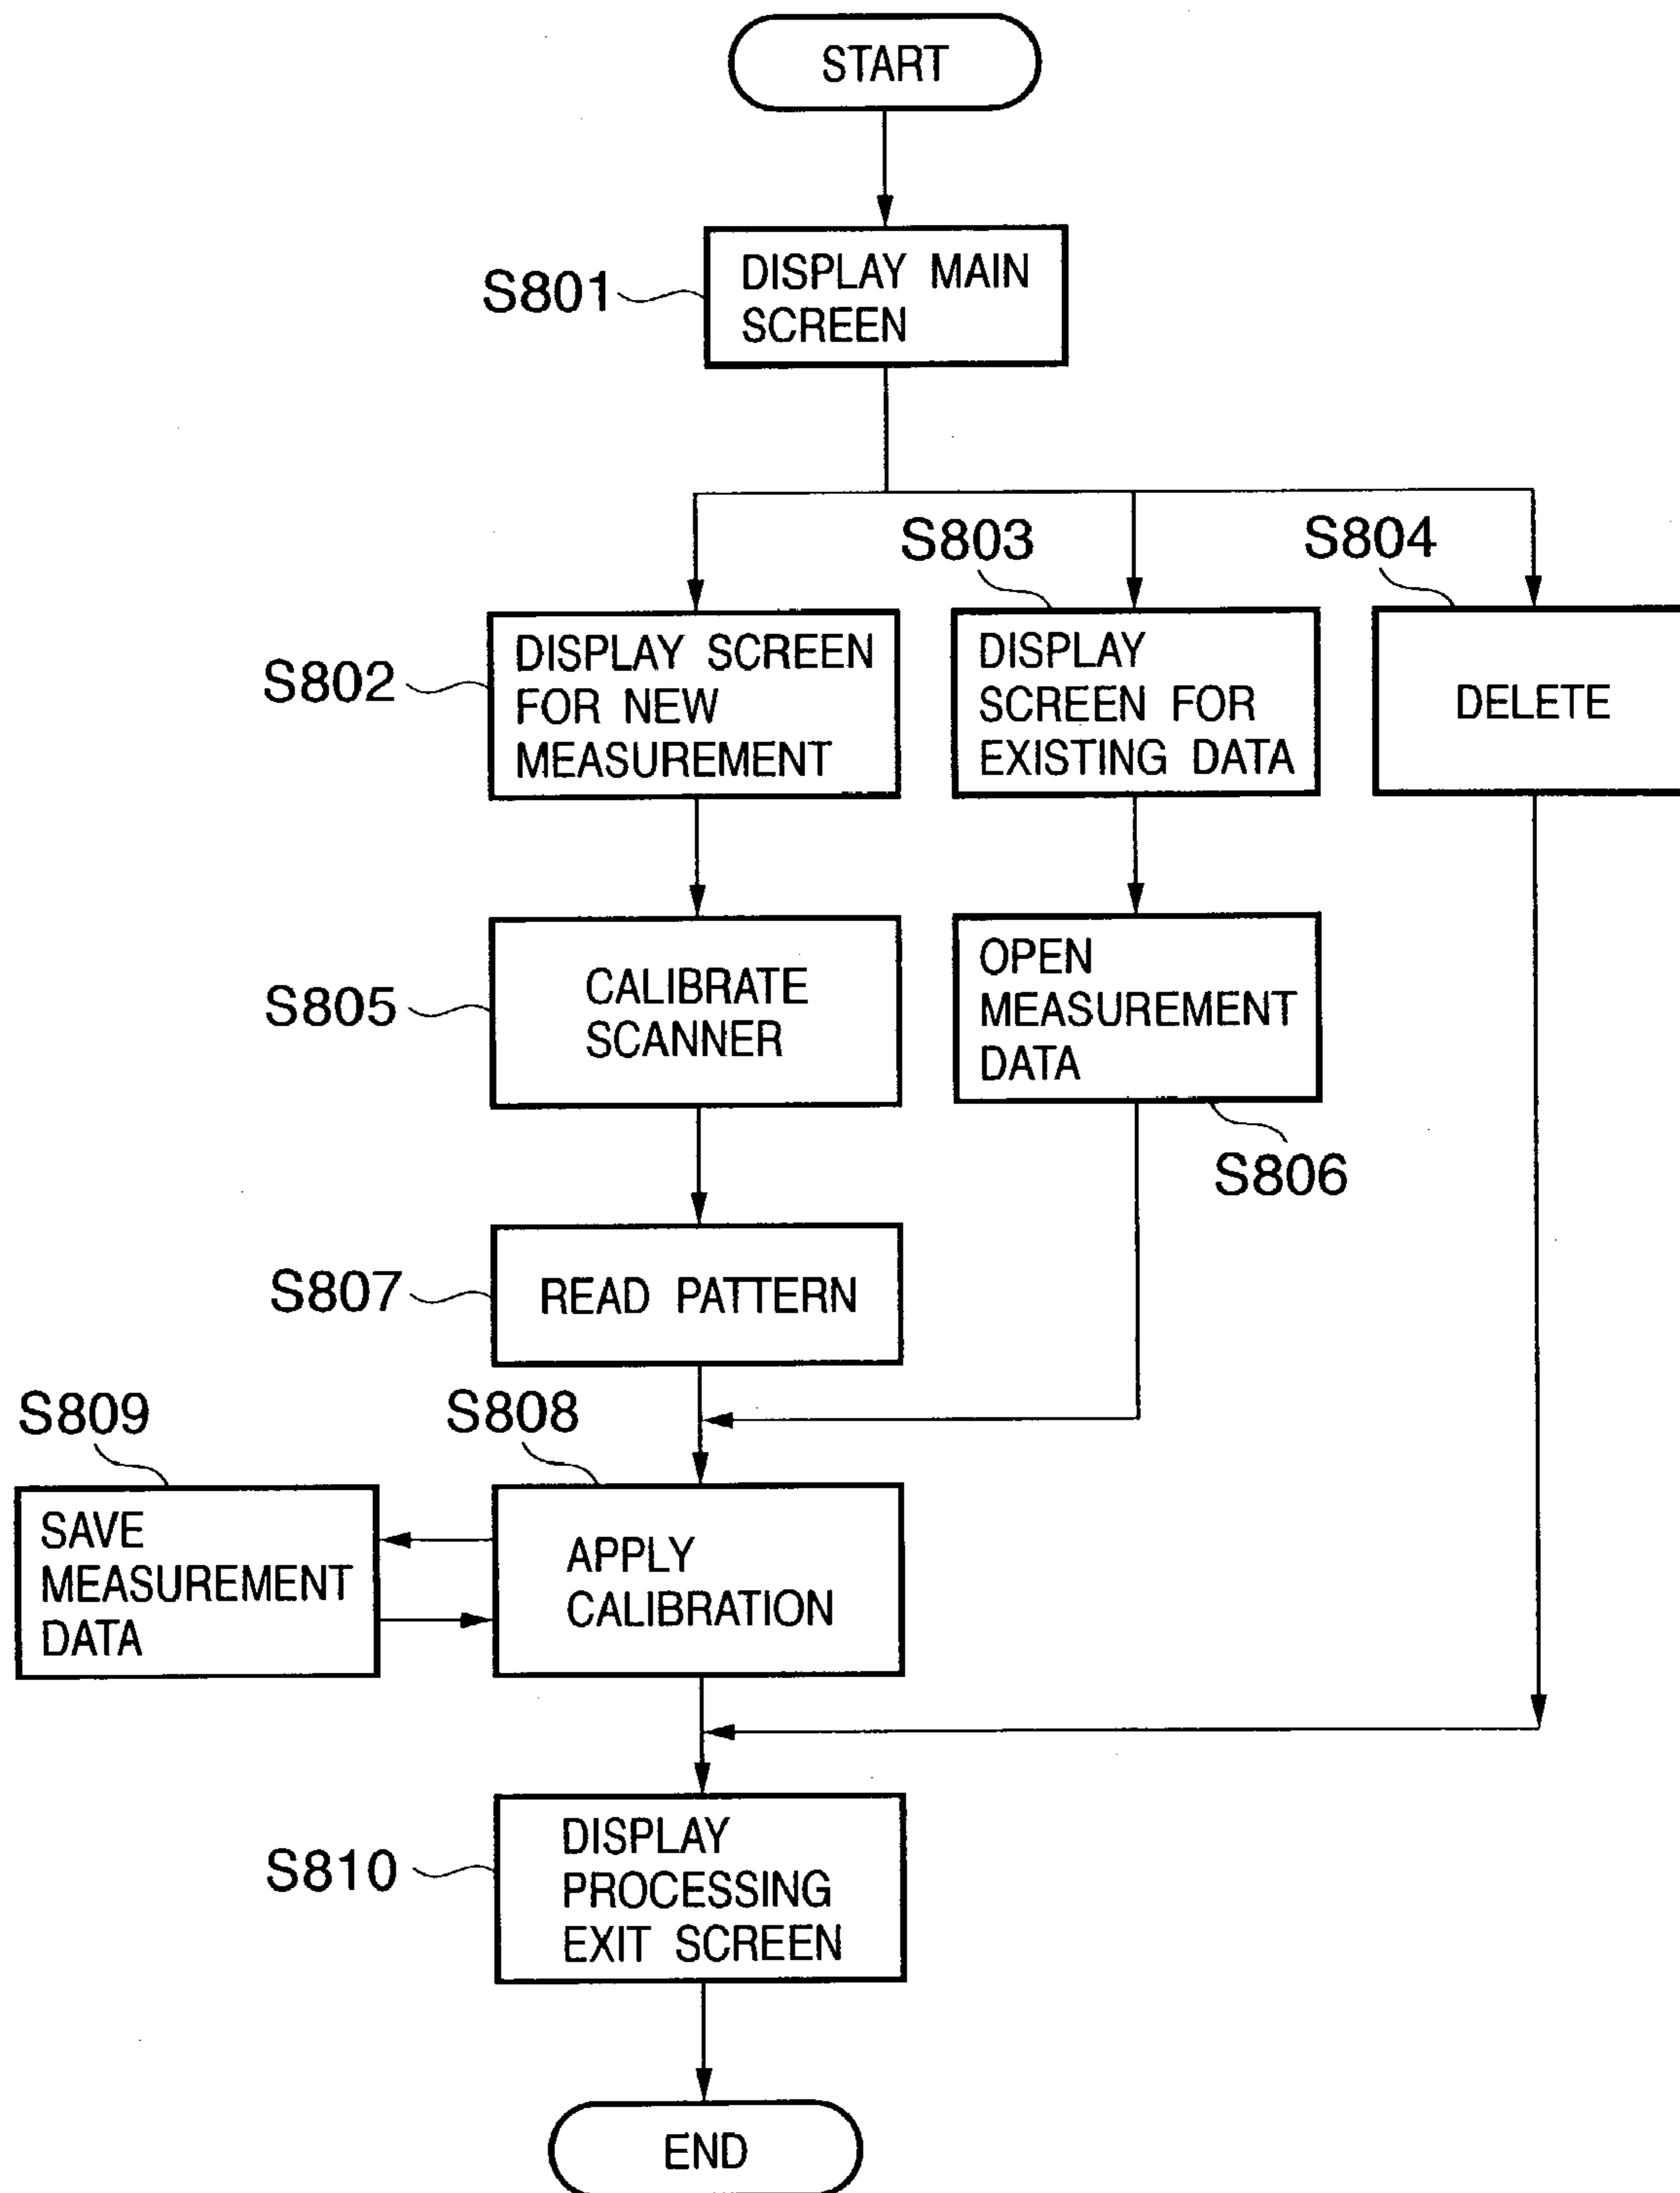 START
S801
DISPLAY MAIN
SCREEN
S802
DISPLAY SCREEN
FOR NEW
MEASUREMENT
S803
DISPLAY
SCREEN FOR
EXISTING DATA
S804
DELETE
S805
CALIBRATE
SCANNER
OPEN
MEASUREMENT
DATA
S806
S807
READ PATTERN
S809
SAVE
MEASUREMENT
DATA
S808
APPLY
CALIBRATION
S810
DISPLAY
PROCESSING
EXIT SCREEN
END